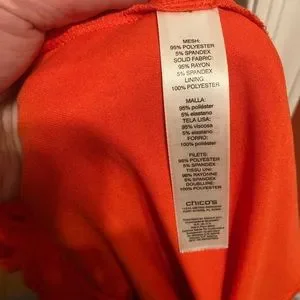 MESH:
95% POLYESTER
5% SPANDEX
SOLID FABRIC:
95% RAYON
5% SPANDEX
LINING
100% POLYESTER
MALLA:
95% poliéster
5% elastano
TELA LISA:
95% viscosa
5% elastano
FORRO:
100% poliéster
FILETS:
95% POLYESTER
5% SPANDEX
TISSU UNI:
95% RAYONNE
5% SPANDEX
DOUBLURE:
100% POLYESTER
chico's